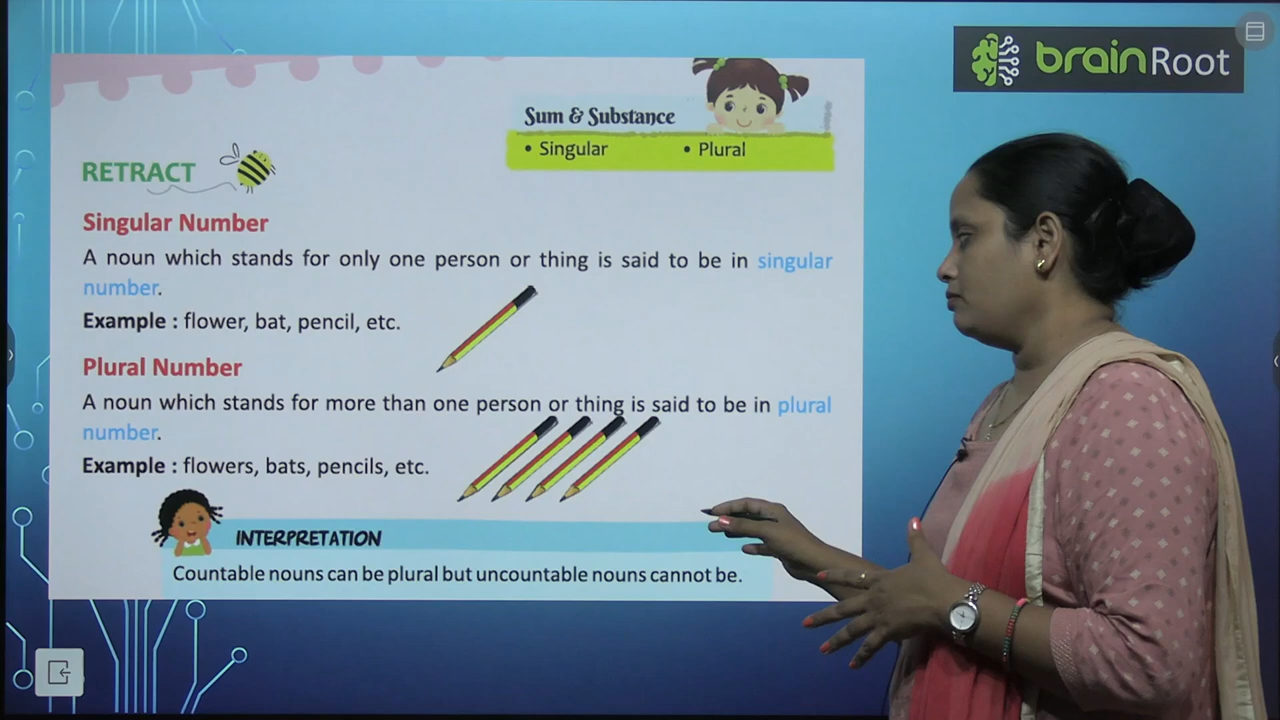 brainRoot
Sum & Substance
• Singular • Plural
RETRACT
Singular Number
A noun which stands for only one person or thing is said to be in singular
number.
Example : flower, bat, pencil, etc.
Plural Number
A noun which stands for more than one person or thing is said to be in plural
number.
Example : flowers, bats, pencils, etc.
INTERPRETATION
Countable nouns can be plural but uncountable nouns cannot be.